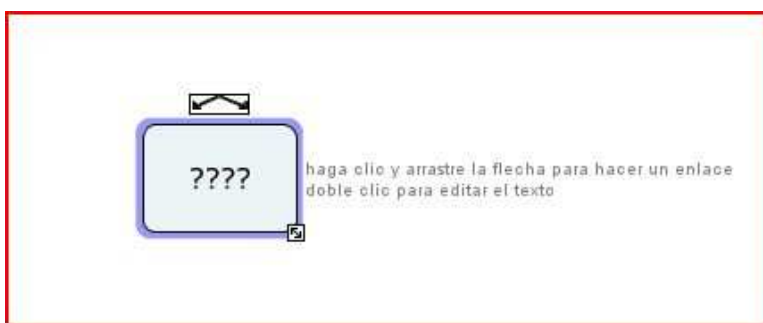 ????
haga clic y arrastre la flecha para hacer un enlace
doble clic para editar el texto